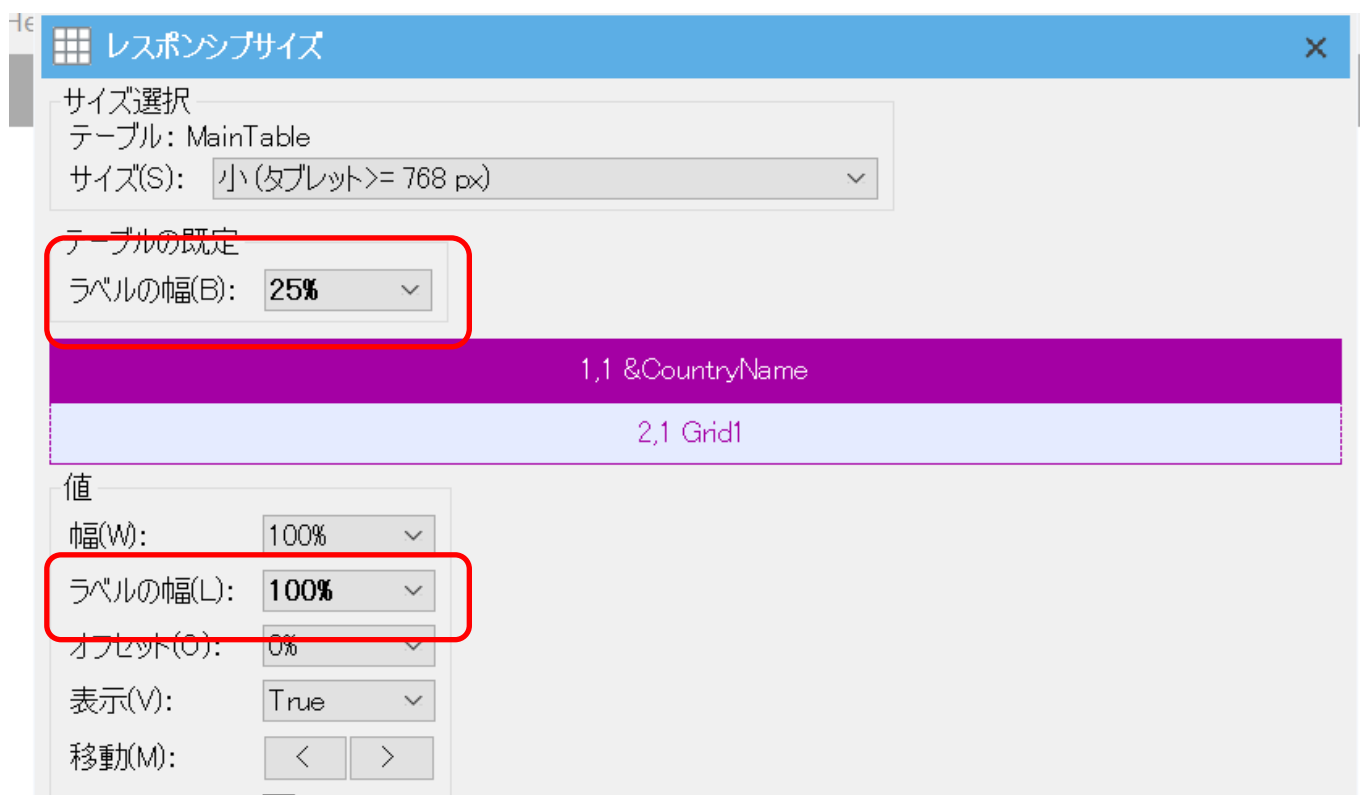 He
レスポンシブサイズ
サイズ選択
テーブル: MainTable
サイズ(S): 小 (タブレット>= 768 px)
テーブルの既定
ラベルの幅(B): 25%
1,1 &CountryName
2,1 Grid1
値
幅(W): 100%
ラベルの幅(L): 100%
オフセット(O): 0%
表示(V): True
移動(M): < >